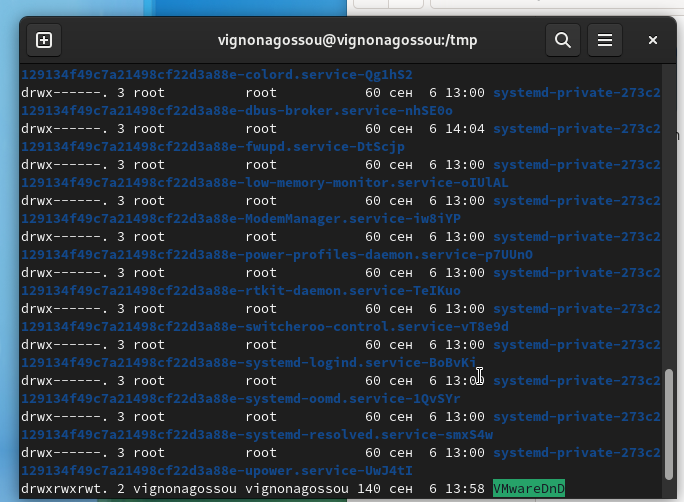 vignonagossou@vignonagossou:/tmp
129134f49c7a21498cf22d3a88e-colord.service-Qg1hS2
drwx------. 3 root root 60 сен 6 13:00 systemd-private-273c2
129134f49c7a21498cf22d3a88e-dbus-broker.service-nhSE0o
drwx------. 3 root root 60 сен 6 14:04 systemd-private-273c2
129134f49c7a21498cf22d3a88e-fwupd.service-DtScjp
drwx------. 3 root root 60 сен 6 13:00 systemd-private-273c2
129134f49c7a21498cf22d3a88e-low-memory-monitor.service-oIUlAL
drwx------. 3 root root 60 сен 6 13:00 systemd-private-273c2
129134f49c7a21498cf22d3a88e-ModemManager.service-iw8iYP
drwx------. 3 root root 60 сен 6 13:00 systemd-private-273c2
129134f49c7a21498cf22d3a88e-power-profiles-daemon.service-p7UUnO
drwx------. 3 root root 60 сен 6 13:00 systemd-private-273c2
129134f49c7a21498cf22d3a88e-rtkit-daemon.service-TeIKuo
drwx------. 3 root root 60 сен 6 13:00 systemd-private-273c2
129134f49c7a21498cf22d3a88e-switcheroo-control.service-vT8e9d
drwx------. 3 root root 60 сен 6 13:00 systemd-private-273c2
129134f49c7a21498cf22d3a88e-systemd-logind.service-BoBvKi
drwx------. 3 root root 60 сен 6 13:00 systemd-private-273c2
129134f49c7a21498cf22d3a88e-systemd-oomd.service-1QvSYr
drwx------. 3 root root 60 сен 6 13:00 systemd-private-273c2
129134f49c7a21498cf22d3a88e-systemd-resolved.service-smxS4w
drwx------. 3 root root 60 сен 6 13:00 systemd-private-273c2
129134f49c7a21498cf22d3a88e-upower.service-UwJ4tI
drwxrwxrwt. 2 vignonagossou vignonagossou 140 сен 6 13:58 VMwareDnD